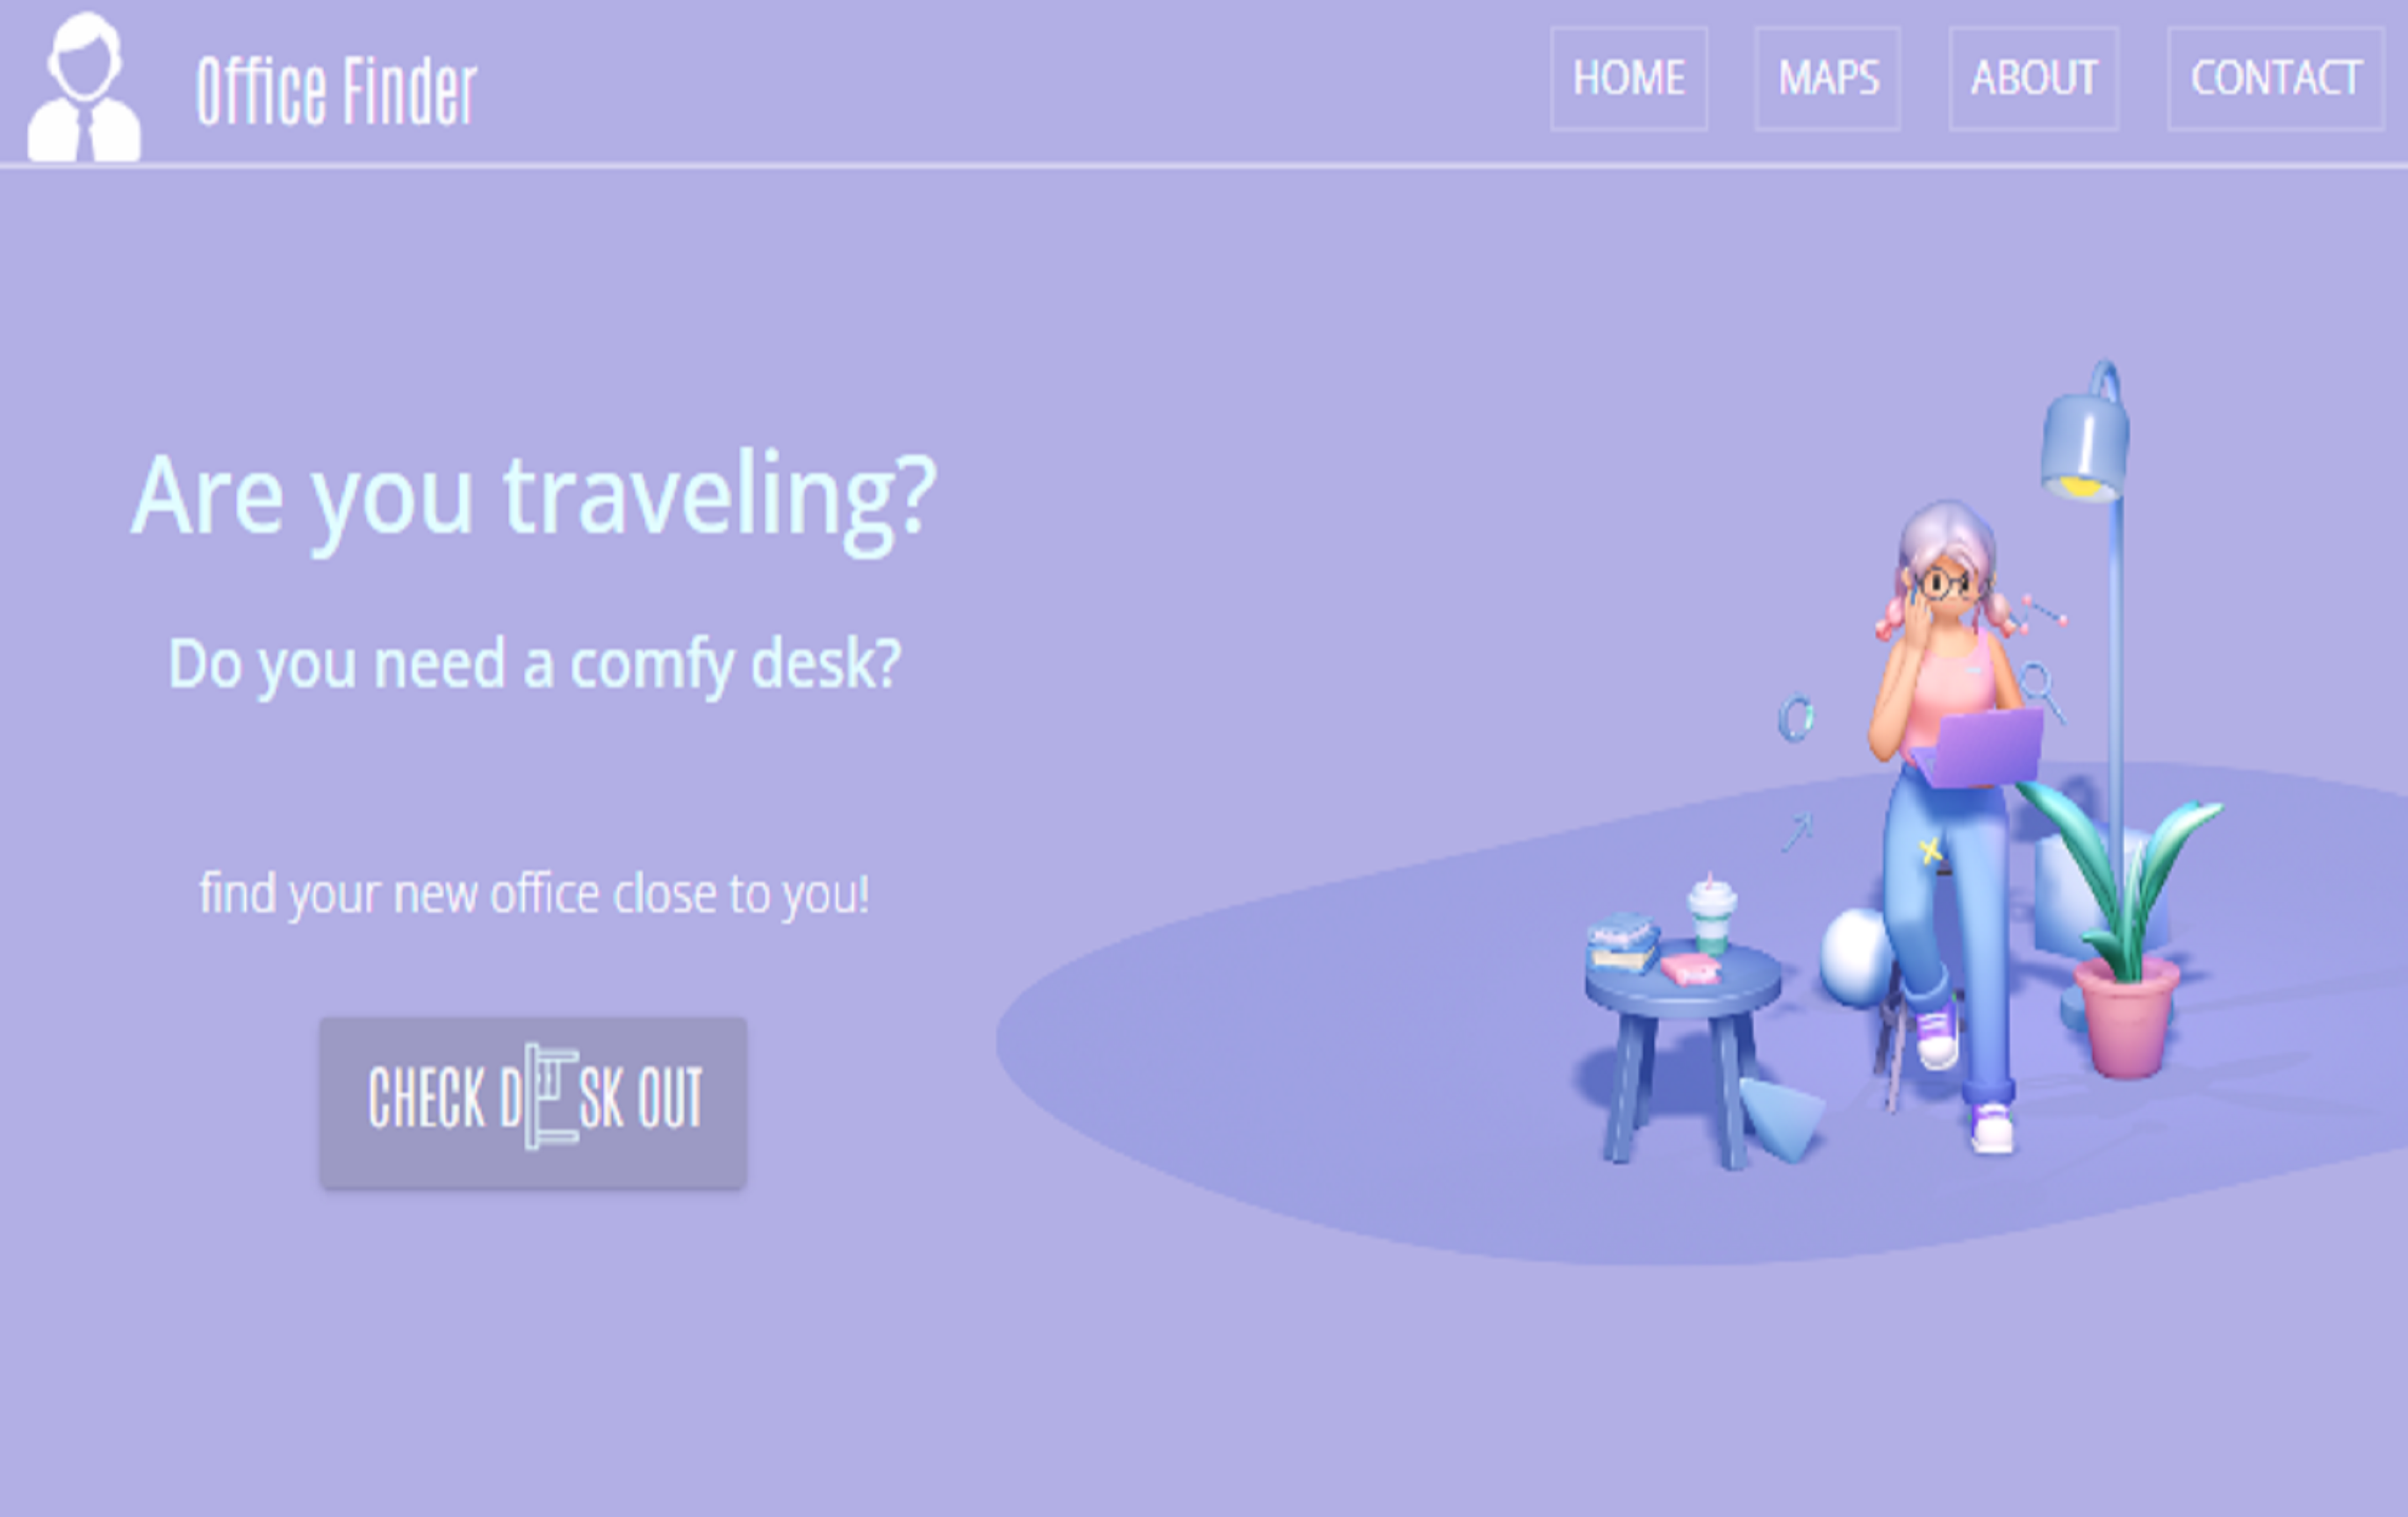 Office Finder
HOME
MAPS
ABOUT
CONTACT
Are you traveling?
Do you need a comfy desk?
find your new office close to you!
CHECK DESK OUT